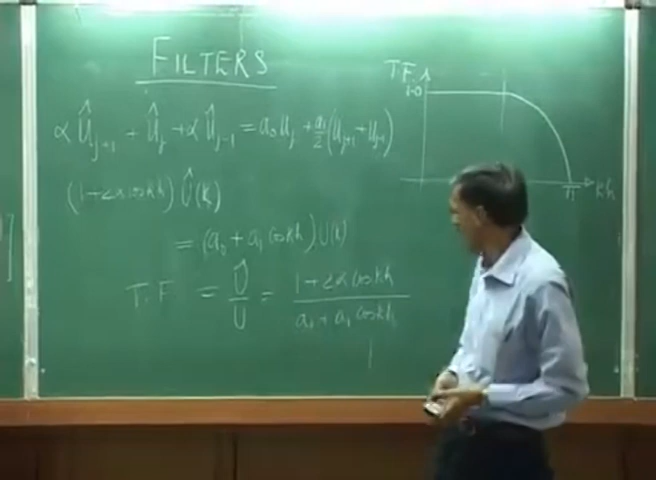 FILTERS
α û_{j+1} + û_j + α û_{j-1} = a_0 u_j + a_1/2 (u_{j+1} + u_{j-1})
(1+2α cos kh) Û(k)
= (a_0 + a_1 cos kh) U(k)
T.F = Û/U = (1+2α cos kh)/(a_0 + a_1 cos kh)
T.F.
1.0
π
kh